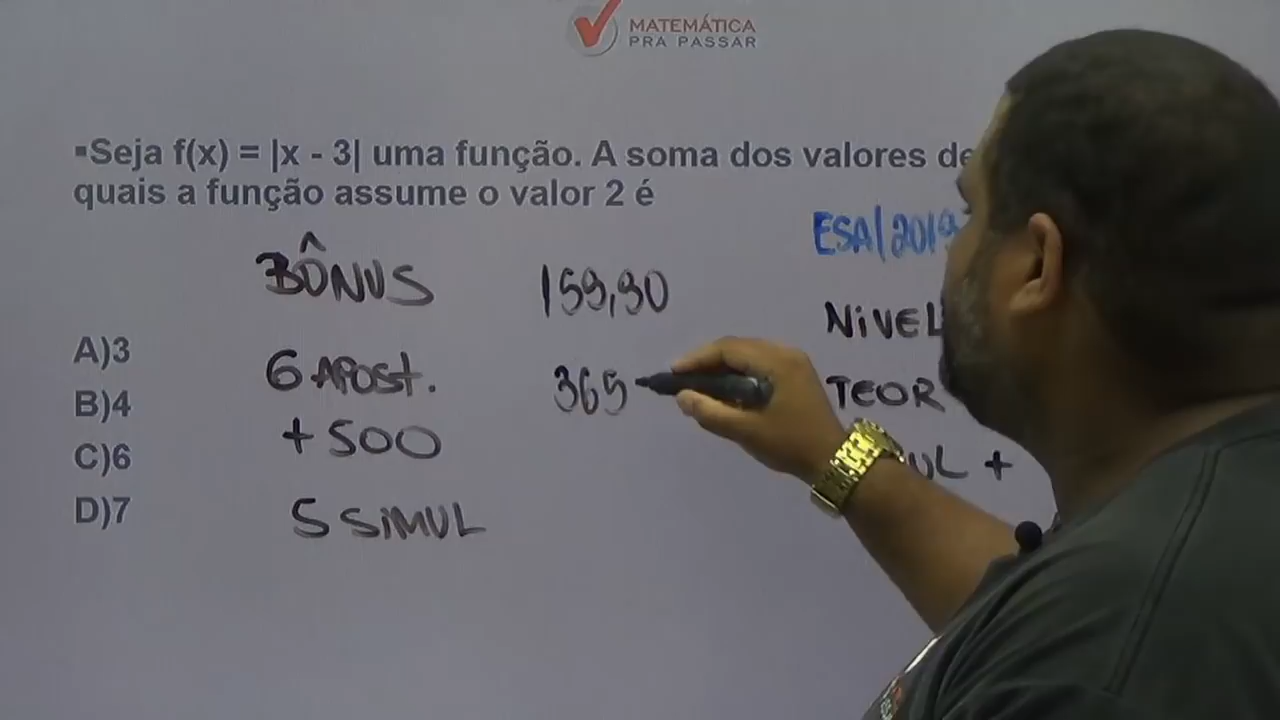 MATEMÁTICA
PRA PASSAR
▪Seja f(x) = |x - 3| uma função. A soma dos valores de
quais a função assume o valor 2 é
ESA|2019
BÔNUS
159,90
NiVEL
A)3
6 APOST.
365
TEOR
B)4
+ 500
UL +
C)6
D)7
5 SiMUL